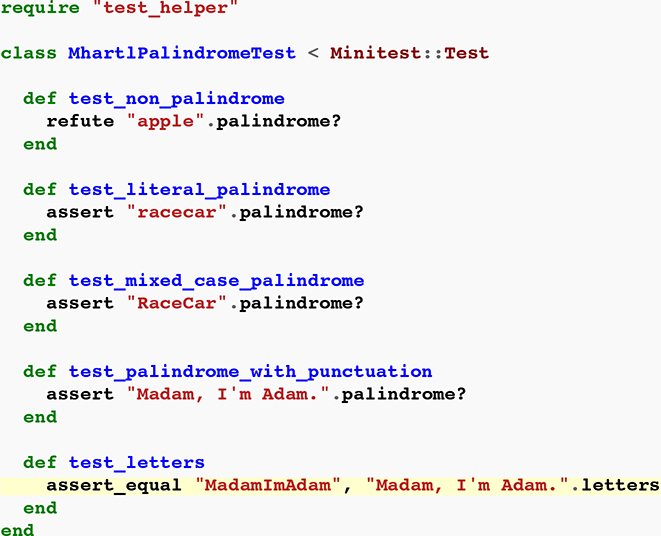 require "test_helper"

class MhartlPalindromeTest < Minitest::Test

  def test_non_palindrome
    refute "apple".palindrome?
  end

  def test_literal_palindrome
    assert "racecar".palindrome?
  end

  def test_mixed_case_palindrome
    assert "RaceCar".palindrome?
  end

  def test_palindrome_with_punctuation
    assert "Madam, I'm Adam.".palindrome?
  end

  def test_letters
    assert_equal "MadamImAdam", "Madam, I'm Adam.".letters
  end
end